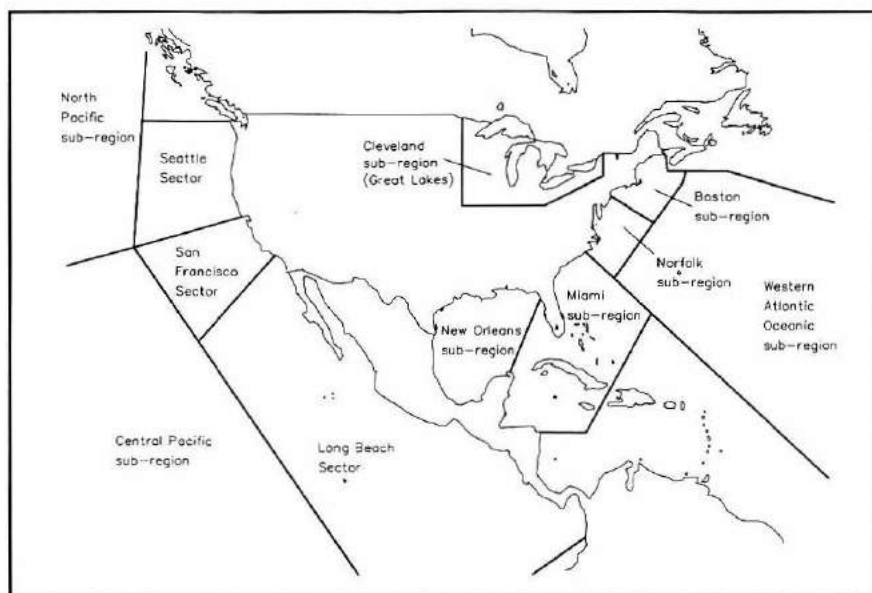 North
Pacific
sub-region
Seattle
Sector
San
Francisco
Sector
Central Pacific
sub-region
Long Beach
Sector
Cleveland
sub-region
(Great Lakes)
New Orleans
sub-region
Miami
sub-region
Boston
sub-region
Norfolk
sub-region
Western
Atlantic
Oceanic
sub-region